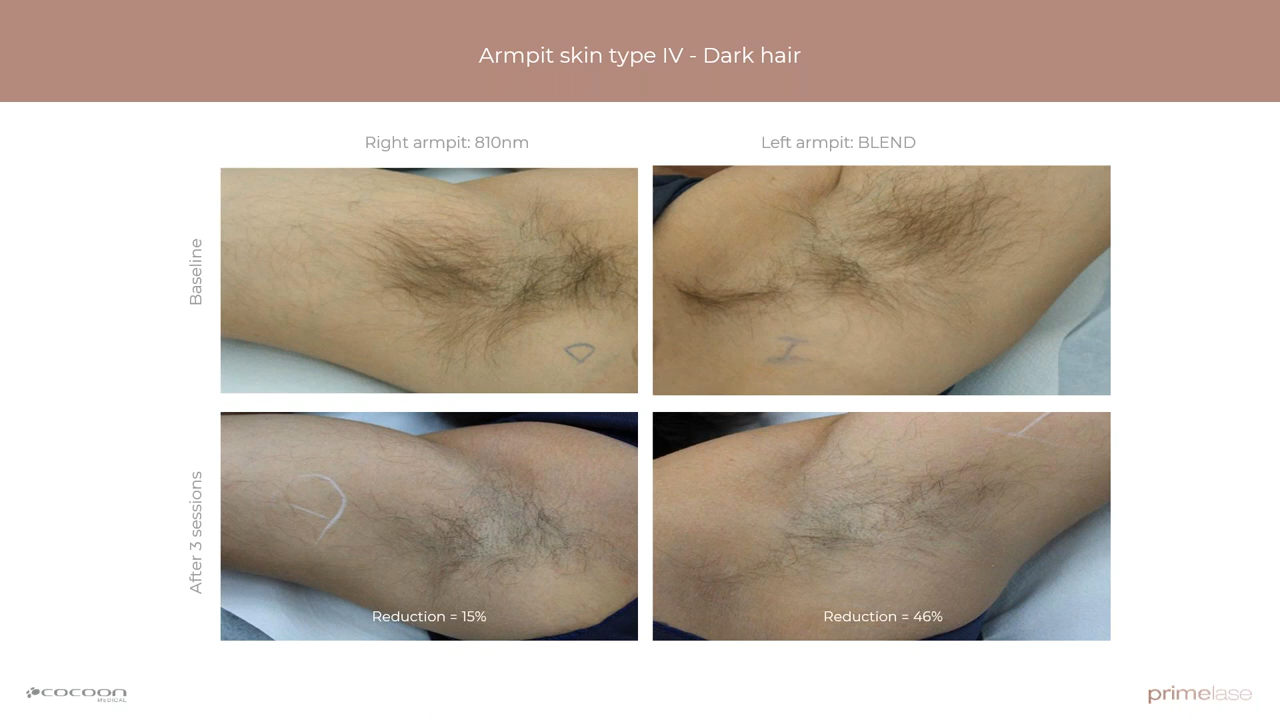 Armpit skin type IV - Dark hair
Right armpit: 810nm
Left armpit: BLEND
Baseline
D
I
After 3 sessions
D
Reduction = 15%
Reduction = 46%
COCOON
MEDICAL
primelase